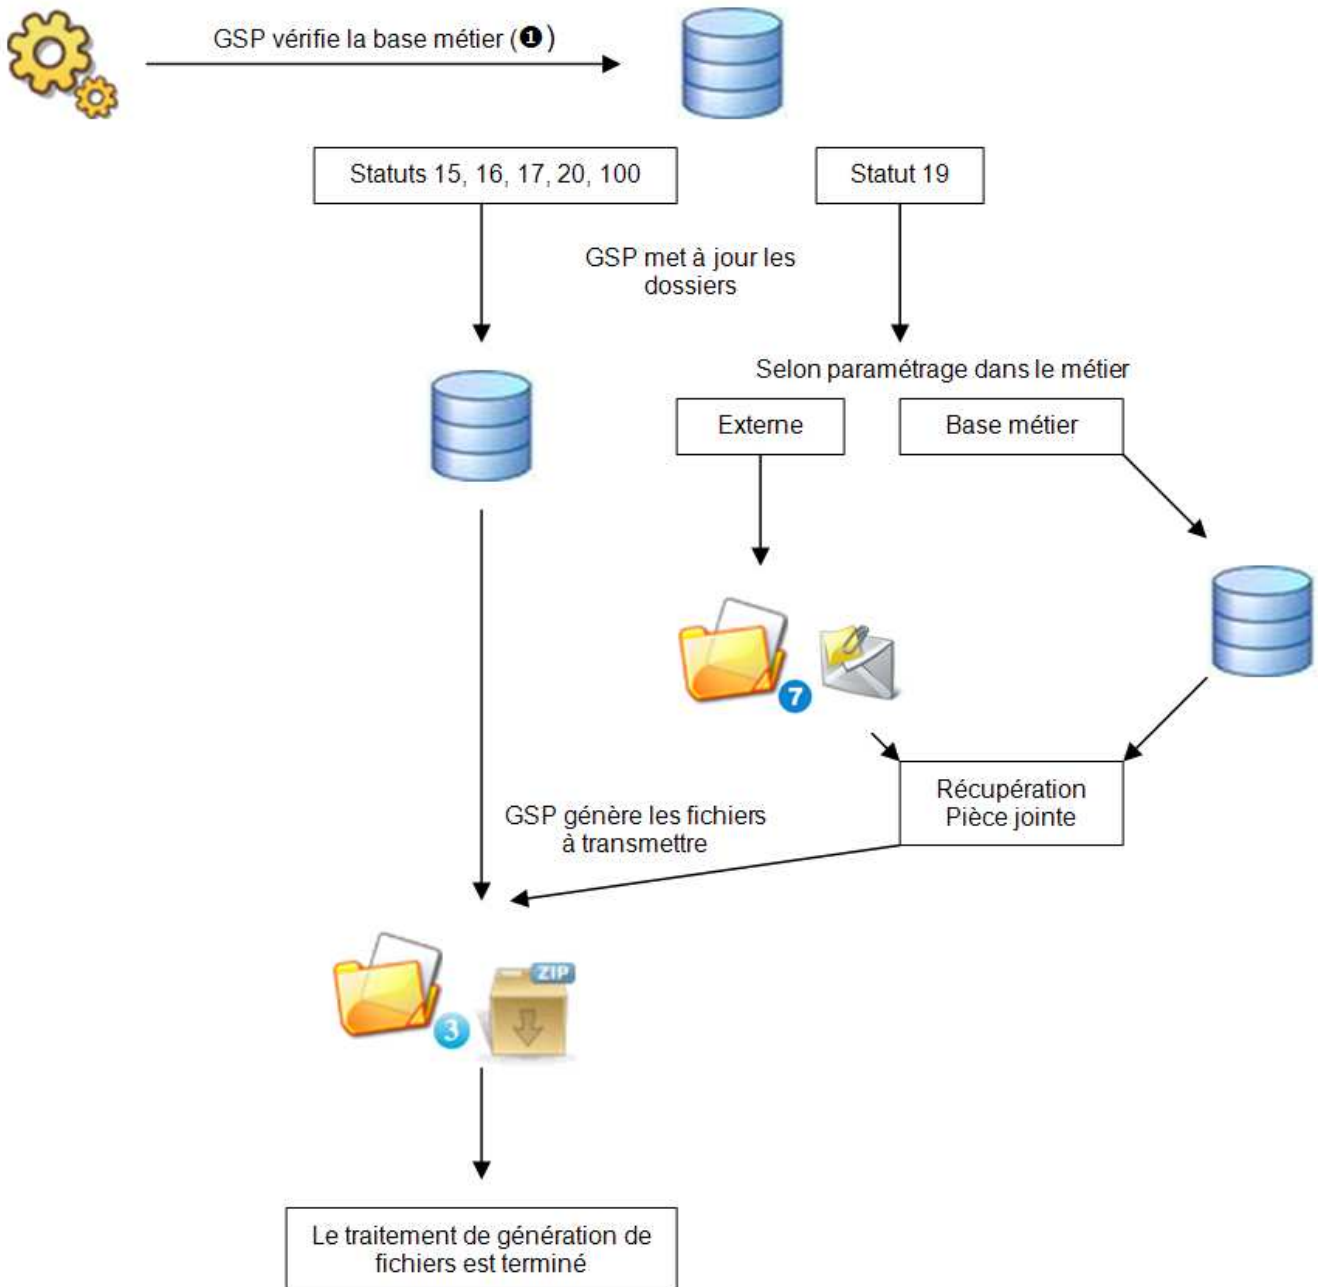 GSP vérifie la base métier (❶)
Statuts 15, 16, 17, 20, 100
Statut 19
GSP met à jour les
dossiers
Selon paramétrage dans le métier
Externe
Base métier
7
Récupération
Pièce jointe
GSP génère les fichiers
à transmettre
ZIP
3
Le traitement de génération de
fichiers est terminé